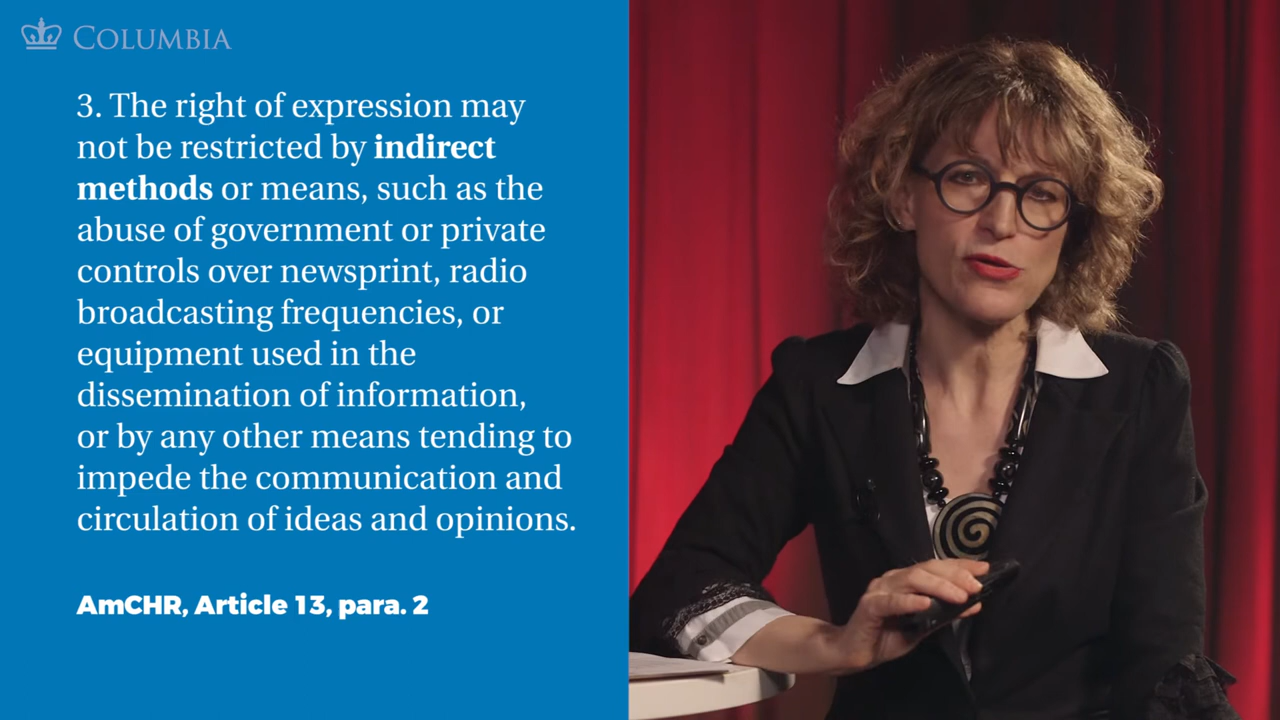 COLUMBIA
3. The right of expression may
not be restricted by indirect
methods or means, such as the
abuse of government or private
controls over newsprint, radio
broadcasting frequencies, or
equipment used in the
dissemination of information,
or by any other means tending to
impede the communication and
circulation of ideas and opinions.
AmCHR, Article 13, para. 2